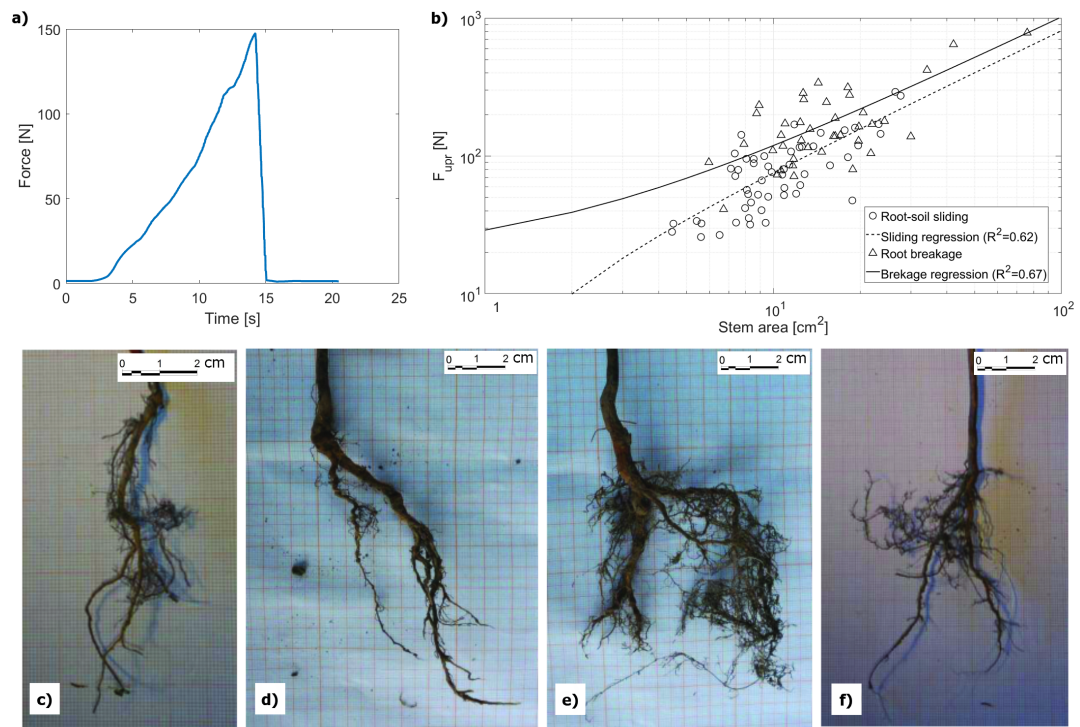 a)
150
100
50
0
Force [N]
0 5 10 15 20 25
Time [s]
b)
10³
10²
10¹
F_upr [N]
1 10¹ 10²
Stem area [cm²]
Root-soil sliding
Sliding regression (R²=0.62)
Root breakage
Brekage regression (R²=0.67)
0 1 2 cm
c)
0 1 2 cm
d)
0 1 2 cm
e)
0 1 2 cm
f)